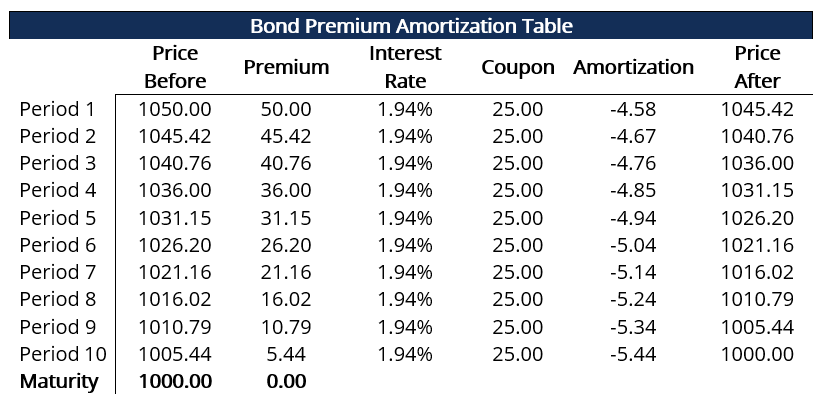 Bond Premium Amortization Table
Price Before Premium Interest Rate Coupon Amortization Price After
Period 1 1050.00 50.00 1.94% 25.00 -4.58 1045.42
Period 2 1045.42 45.42 1.94% 25.00 -4.67 1040.76
Period 3 1040.76 40.76 1.94% 25.00 -4.76 1036.00
Period 4 1036.00 36.00 1.94% 25.00 -4.85 1031.15
Period 5 1031.15 31.15 1.94% 25.00 -4.94 1026.20
Period 6 1026.20 26.20 1.94% 25.00 -5.04 1021.16
Period 7 1021.16 21.16 1.94% 25.00 -5.14 1016.02
Period 8 1016.02 16.02 1.94% 25.00 -5.24 1010.79
Period 9 1010.79 10.79 1.94% 25.00 -5.34 1005.44
Period 10 1005.44 5.44 1.94% 25.00 -5.44 1000.00
Maturity 1000.00 0.00